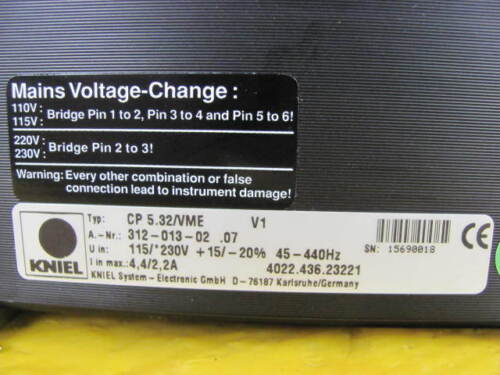 Mains Voltage-Change :
110V :
115V : Bridge Pin 1 to 2, Pin 3 to 4 and Pin 5 to 6!
220V :
230V : Bridge Pin 2 to 3!
Warning: Every other combination or false
connection lead to instrument damage!
KNIEL
Typ: CP 5.32/VME V1
A.-Nr.: 312-013-02 .07
U in: 115/*230V +15/-20% 45-440Hz
I in max.: 4,4/2,2A 4022.436.23221
KNIEL System-Electronic GmbH D-76187 Karlsruhe/Germany
SN: 15690018
CE